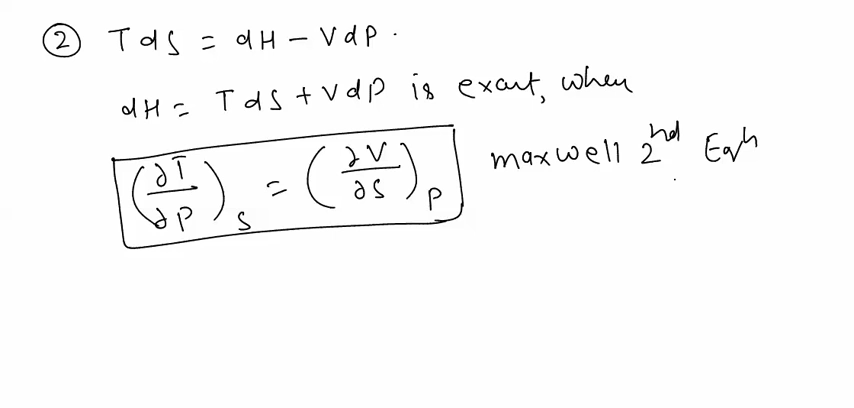 ② TdS = dH - VdP.
dH = TdS + VdP is exact, when
(∂T/∂P)_S = (∂V/∂S)_P maxwell 2nd Eqn